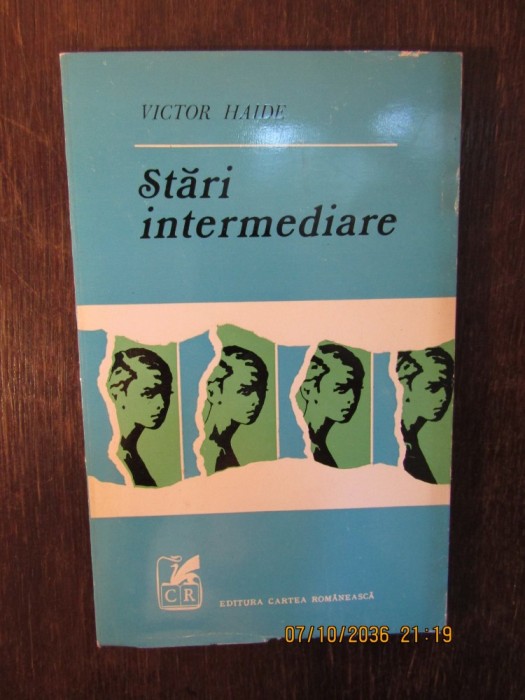 VICTOR HAIDE
Stări
intermediare
CR
EDITURA CARTEA ROMÂNEASCĂ
07/10/2036 21:19